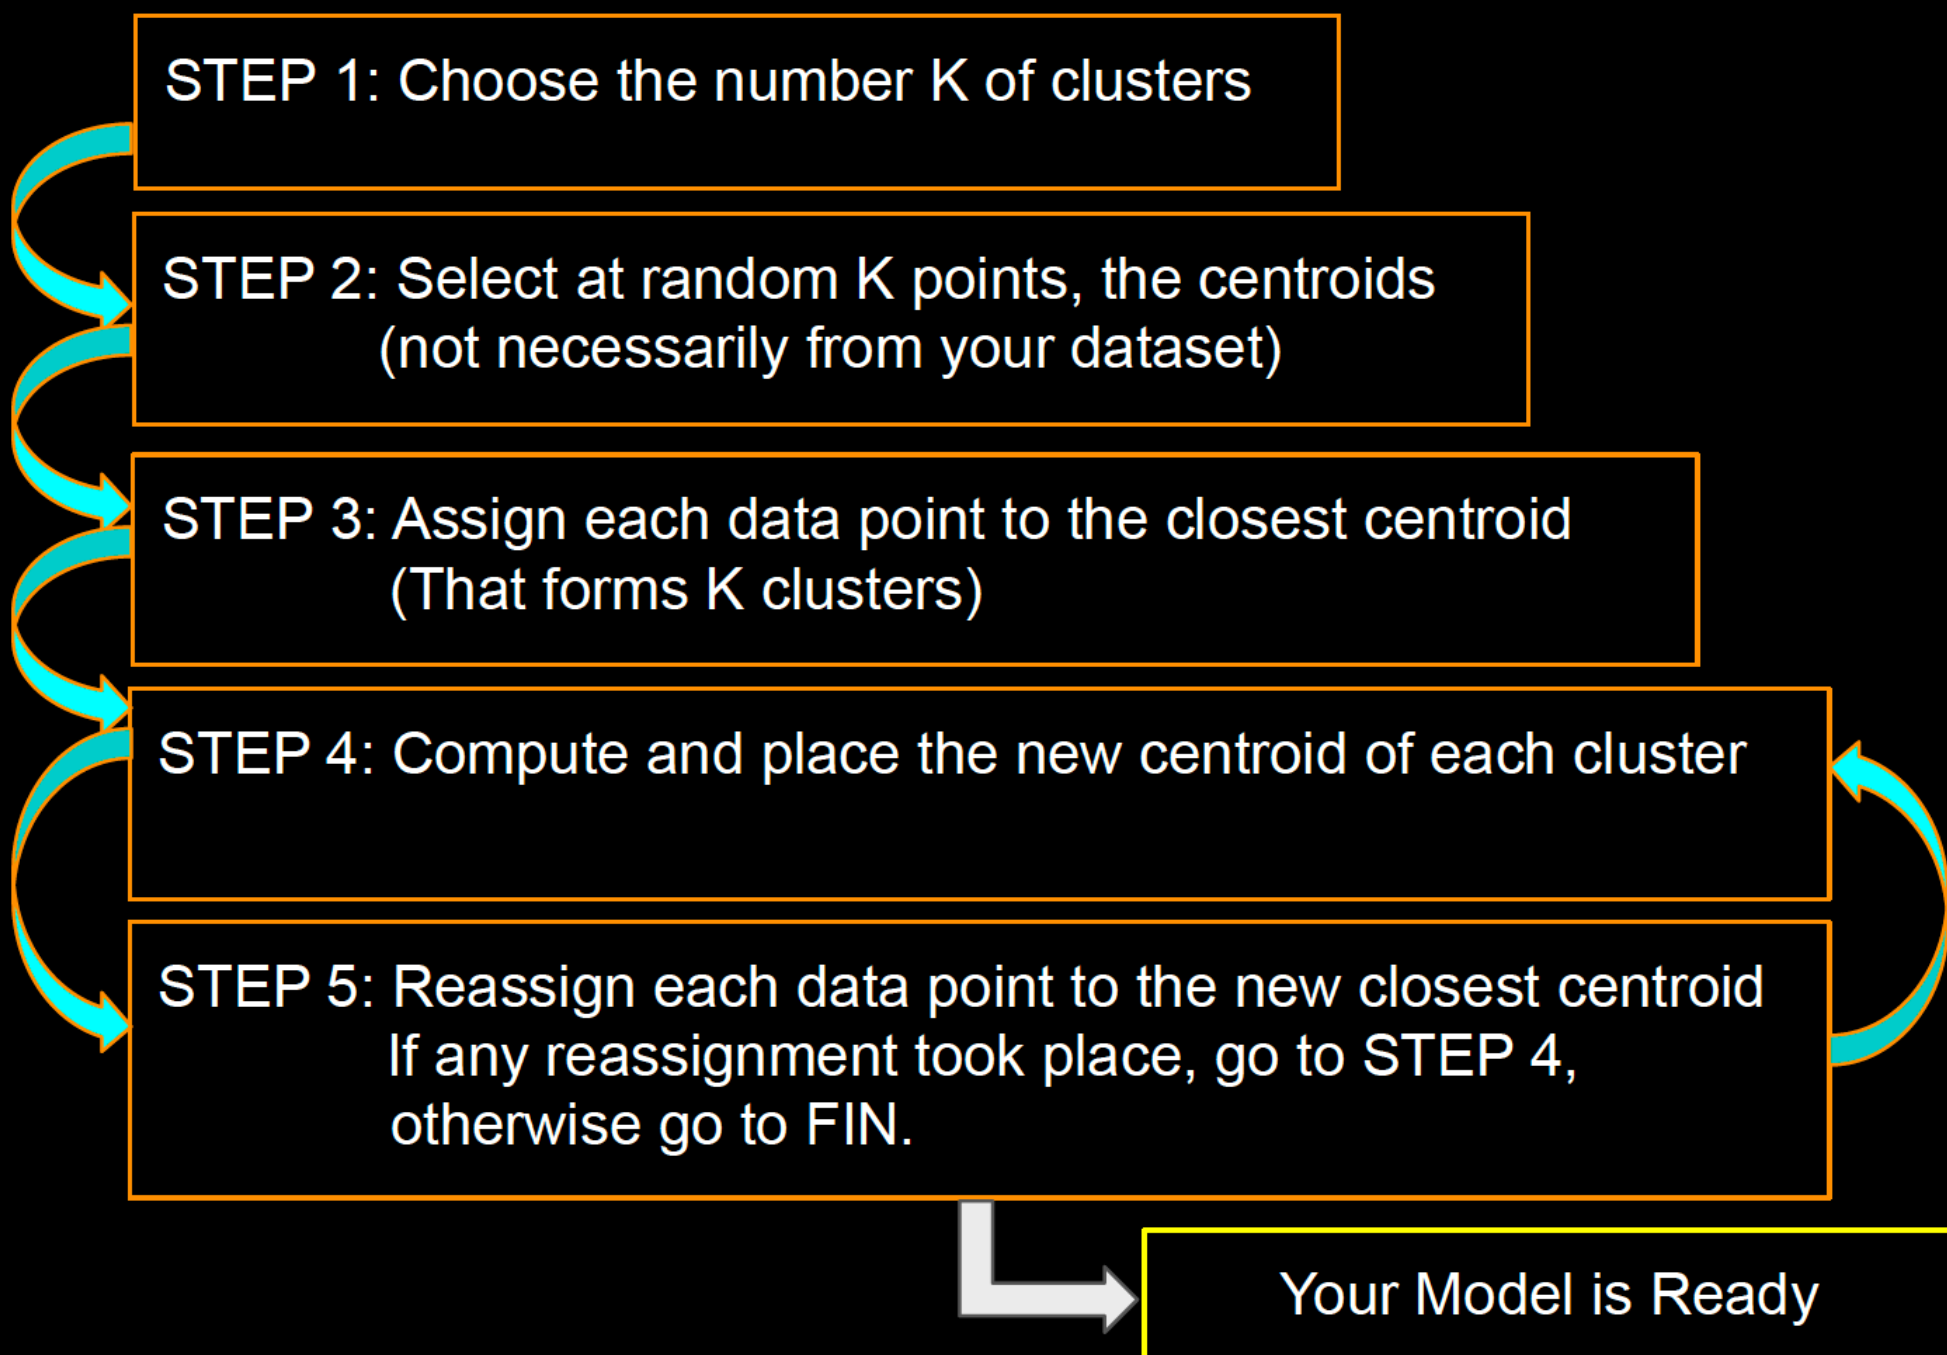 STEP 1: Choose the number K of clusters
STEP 2: Select at random K points, the centroids
(not necessarily from your dataset)
STEP 3: Assign each data point to the closest centroid
(That forms K clusters)
STEP 4: Compute and place the new centroid of each cluster
STEP 5: Reassign each data point to the new closest centroid
If any reassignment took place, go to STEP 4,
otherwise go to FIN.
Your Model is Ready